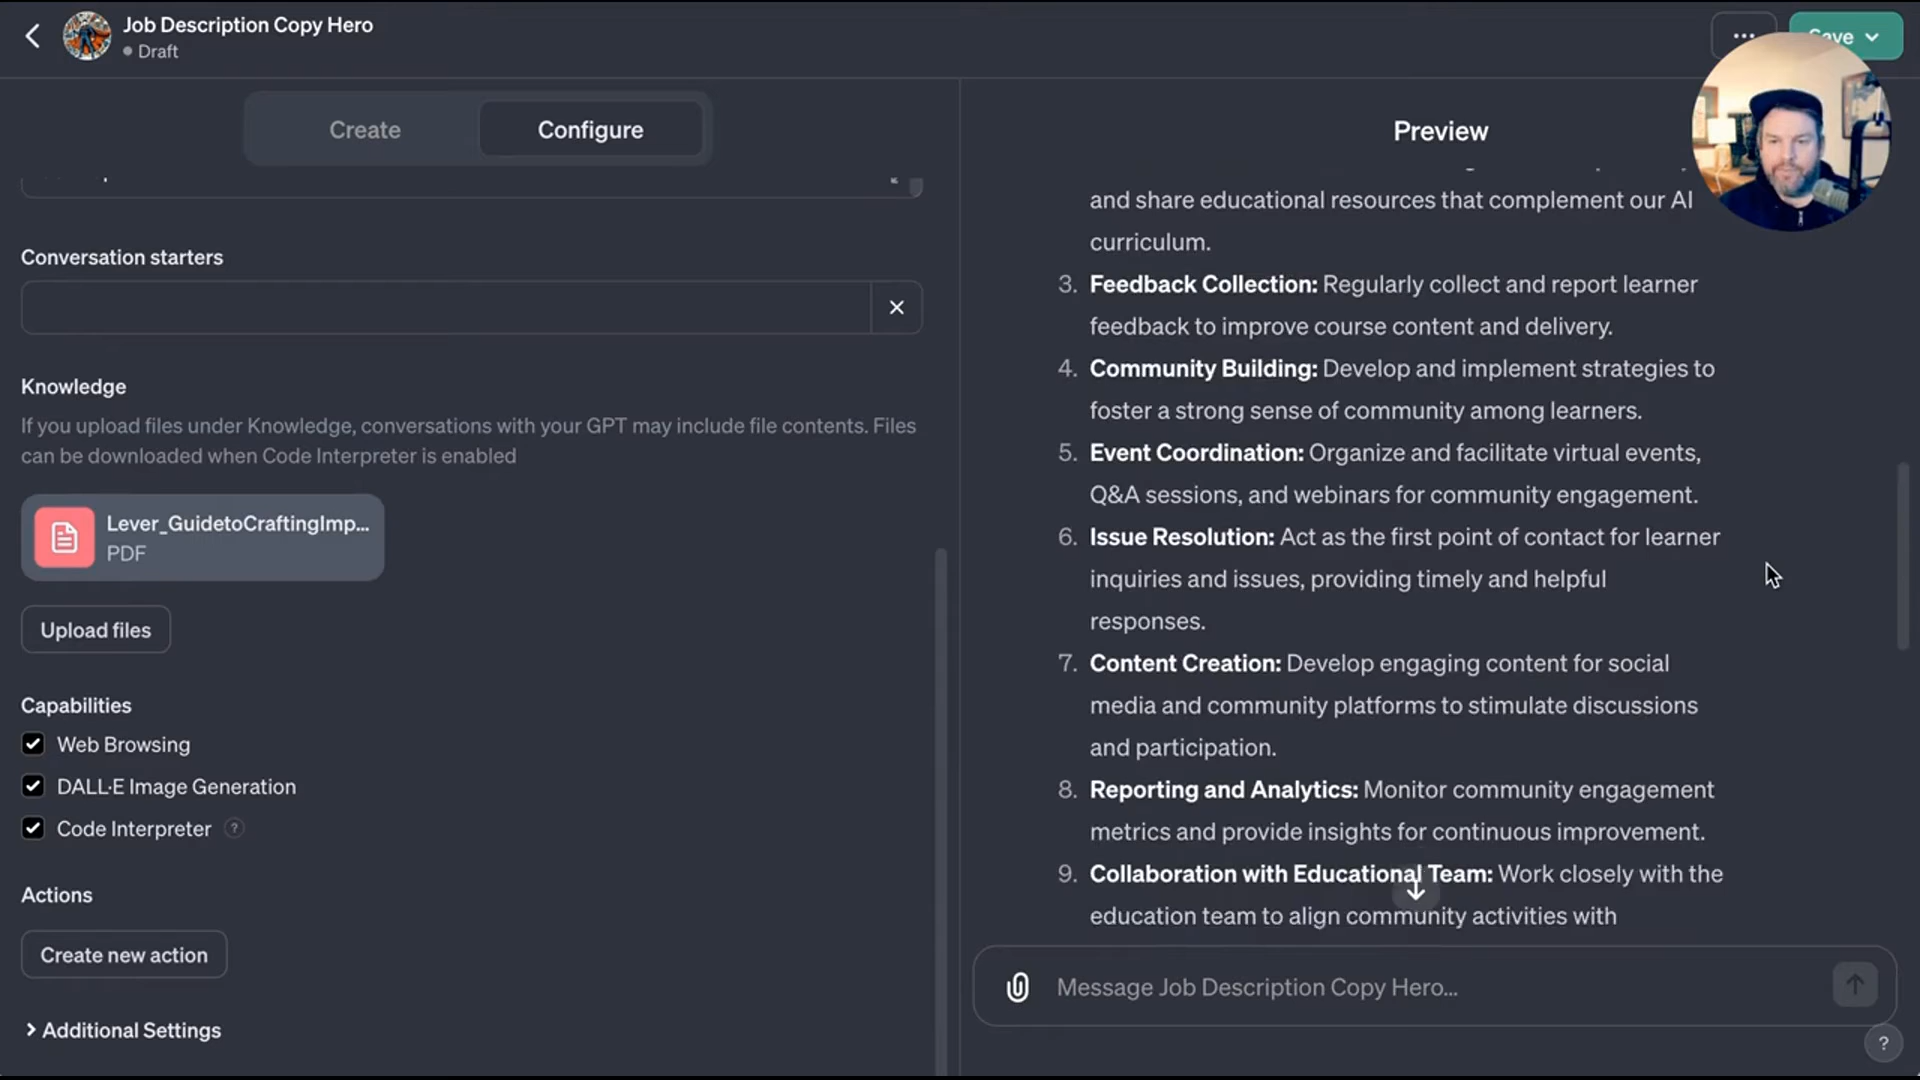 Job Description Copy Hero
Draft
...
Save
Create
Configure
Conversation starters
Knowledge
If you upload files under Knowledge, conversations with your GPT may include file contents. Files
can be downloaded when Code Interpreter is enabled
Lever_GuidetoCraftingImp...
PDF
Upload files
Capabilities
Web Browsing
DALL·E Image Generation
Code Interpreter ?
Actions
Create new action
Additional Settings
Preview
and share educational resources that complement our AI
curriculum.
3. Feedback Collection: Regularly collect and report learner
feedback to improve course content and delivery.
4. Community Building: Develop and implement strategies to
foster a strong sense of community among learners.
5. Event Coordination: Organize and facilitate virtual events,
Q&A sessions, and webinars for community engagement.
6. Issue Resolution: Act as the first point of contact for learner
inquiries and issues, providing timely and helpful
responses.
7. Content Creation: Develop engaging content for social
media and community platforms to stimulate discussions
and participation.
8. Reporting and Analytics: Monitor community engagement
metrics and provide insights for continuous improvement.
9. Collaboration with Educational Team: Work closely with the
education team to align community activities with
Message Job Description Copy Hero...
?